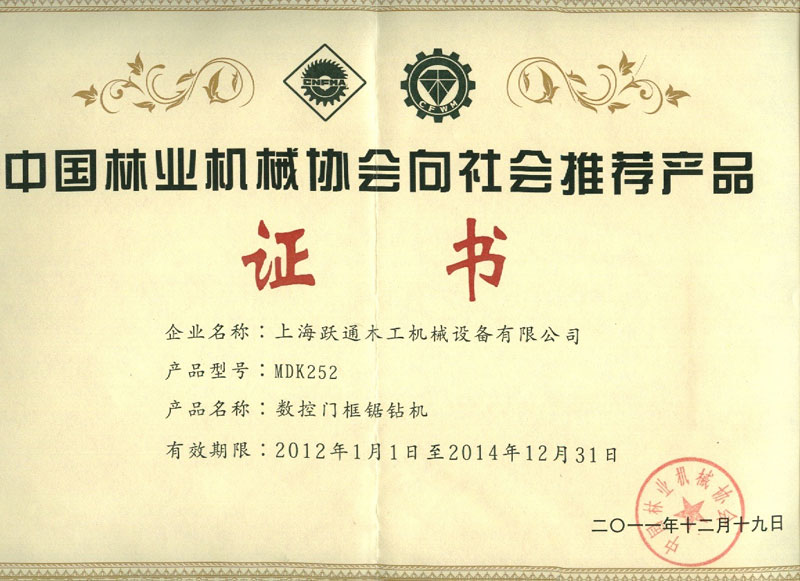 CNFMA
CFWM
中国林业机械协会向社会推荐产品
证书
企业名称：上海跃通木工机械设备有限公司
产品型号：MDK252
产品名称：数控门框锯钻机
有效期限：2012年1月1日至2014年12月31日
中国林业机械协会
二〇一一年十二月十九日